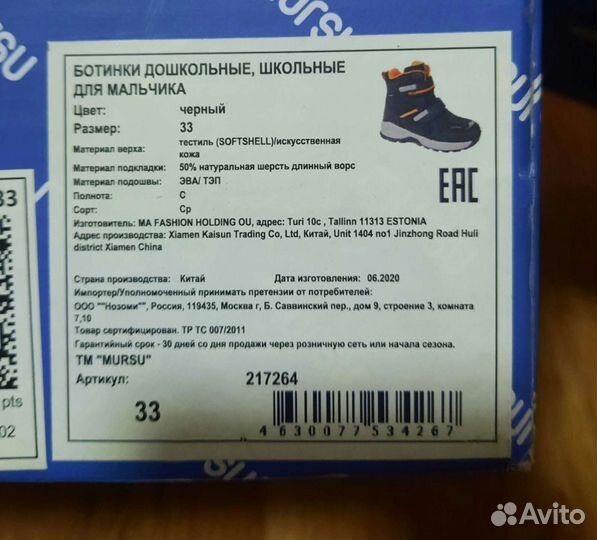 MURSU
БОТИНКИ ДОШКОЛЬНЫЕ, ШКОЛЬНЫЕ
ДЛЯ МАЛЬЧИКА
Цвет: черный
Размер: 33
Материал верха: тестиль (SOFTSHELL)/искусственная
кожа
Материал подкладки: 50% натуральная шерсть длинный ворс
Материал подошвы: ЭВА/ ТЭП
Полнота: С
Сорт: Ср
EAC
Изготовитель: MA FASHION HOLDING OU, адрес: Turi 10c , Tallinn 11313 ESTONIA
Адрес производства: Xiamen Kaisun Trading Co, Ltd, Китай, Unit 1404 no1 Jinzhong Road Huli
district Xiamen China
Страна производства: Китай Дата изготовления: 06.2020
Импортер/Уполномоченный принимать претензии от потребителей:
ООО ""Нозоми"", Россия, 119435, Москва г, Б. Саввинский пер., дом 9, строение 3, комната
7,10
Товар сертифицирован. ТР ТС 007/2011
Гарантийный срок - 30 дней со дня продажи через розничную сеть или начала сезона.
ТМ "MURSU"
Артикул: 217264
33
4630077534267
33
pts
02
Avito